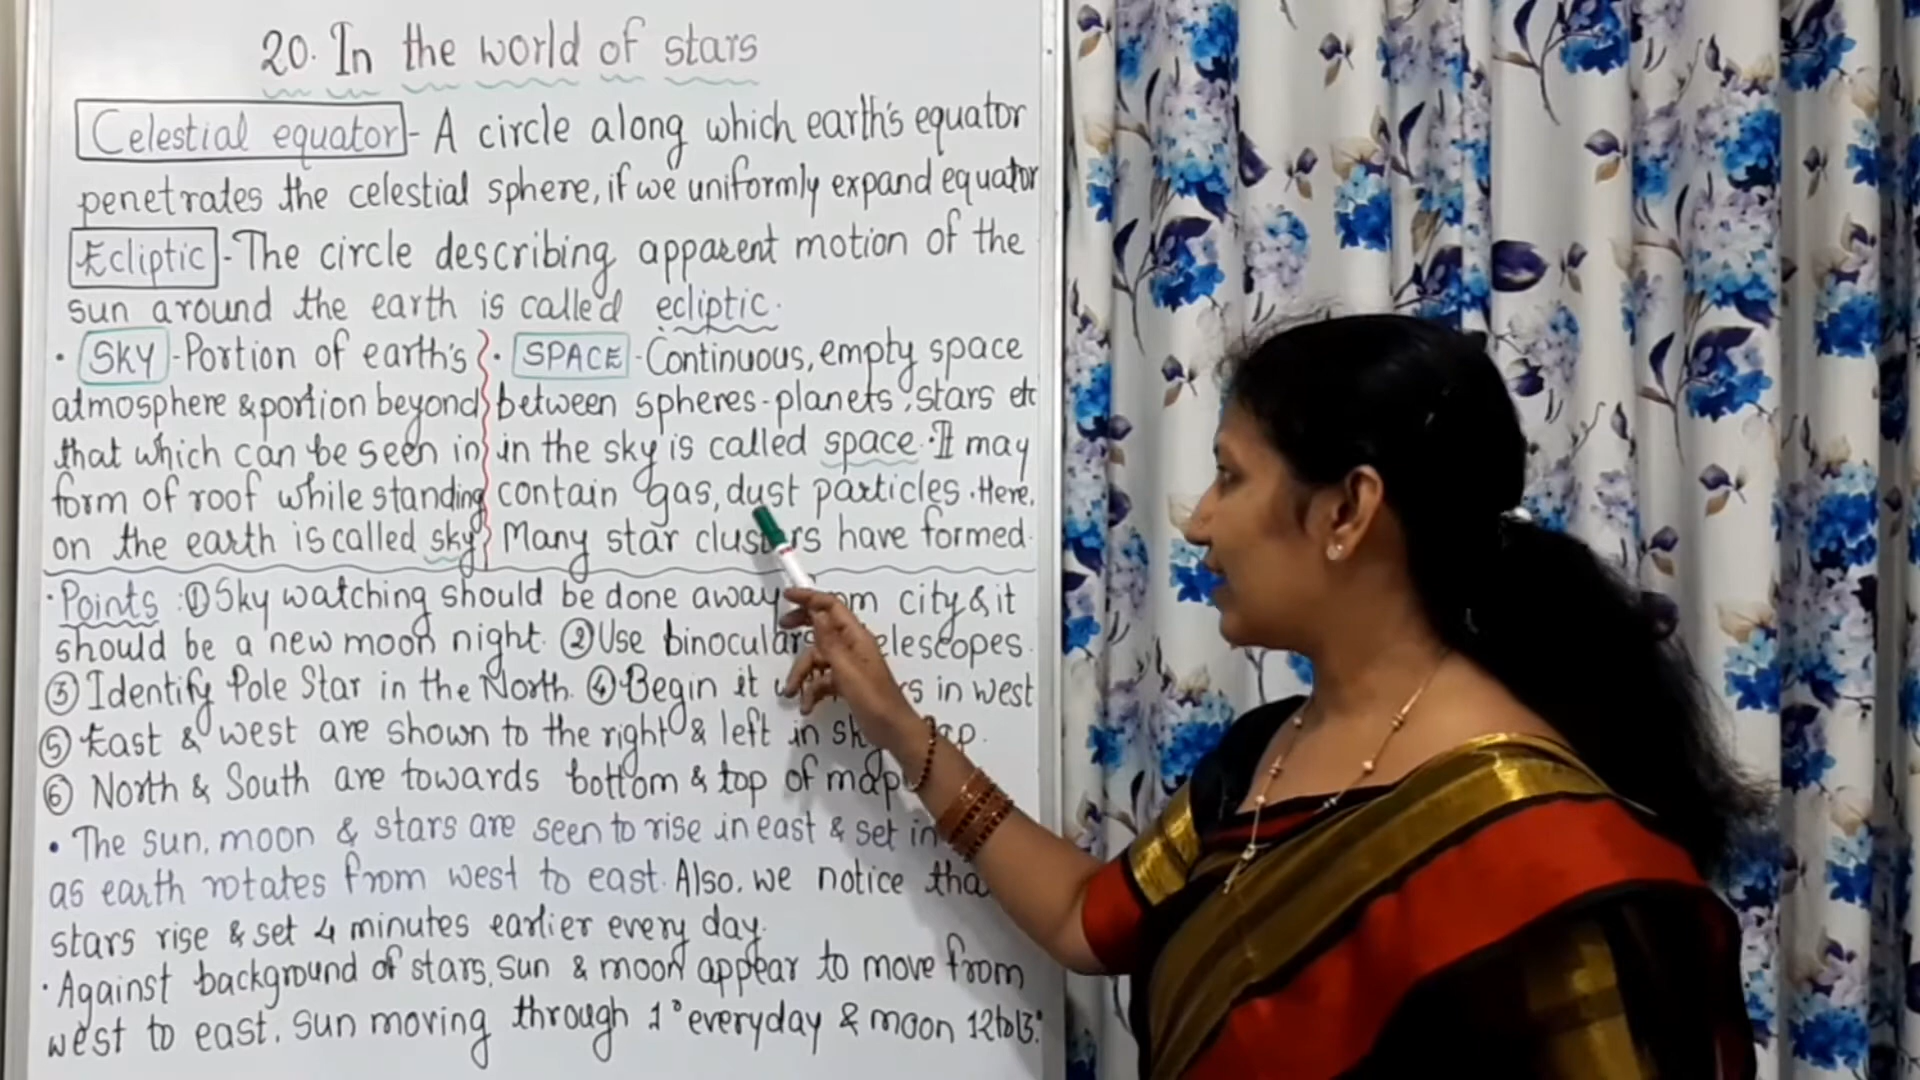 20. In the world of stars
Celestial equator - A circle along which earth's equator
penetrates the celestial sphere, if we uniformly expand equator
Ecliptic - The circle describing apparent motion of the
sun around the earth is called ecliptic.
• SKY - Portion of earth's
atmosphere & portion beyond
that which can be seen in
form of roof while standing
on the earth is called sky
• SPACE - Continuous, empty space
between spheres - planets, stars etc
in the sky is called space. It may
contain gas, dust particles. Here,
Many star clusters have formed.
• Points : ① Sky watching should be done away from city & it
should be a new moon night. ② Use binoculars telescopes.
③ Identify Pole Star in the North. ④ Begin it in west
⑤ East & west are shown to the right & left in sky map.
⑥ North & South are towards bottom & top of map
• The sun, moon & stars are seen to rise in east & set in
as earth rotates from west to east. Also, we notice
stars rise & set 4 minutes earlier every day.
• Against background of stars, sun & moon appear to move from
west to east. Sun moving through 1° everyday & moon 12 to 13°.